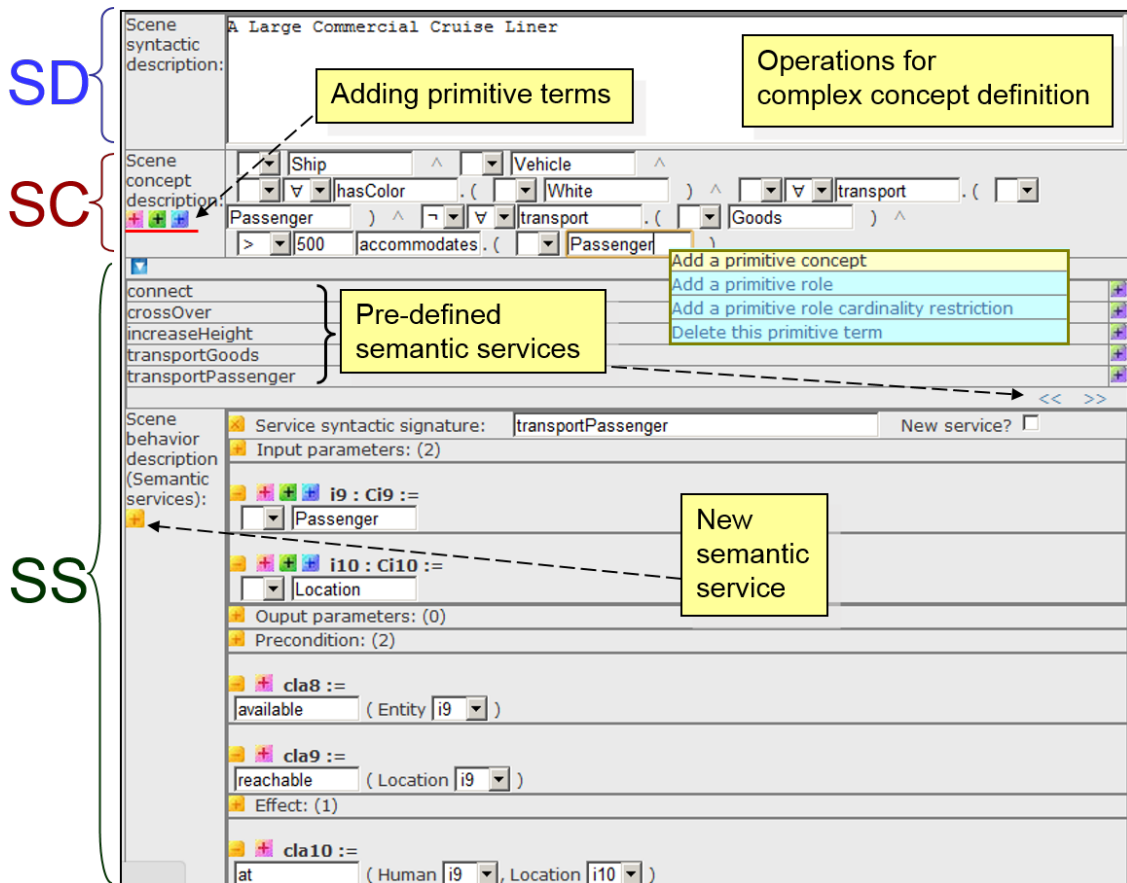 SD
Scene
syntactic
description:
A Large Commercial Cruise Liner
Adding primitive terms
Operations for
complex concept definition
SC
Scene
concept
description:
Ship ^ Vehicle ^
∀ hasColor . ( White ) ^ ∀ transport . (
Passenger ) ^ ¬ ∀ transport . ( Goods ) ^
> 500 accommodates . ( Passenger )
Add a primitive concept
Add a primitive role
Add a primitive role cardinality restriction
Delete this primitive term
SS
connect
crossOver
increaseHeight
transportGoods
transportPassenger
Pre-defined
semantic services
<< >>
Scene
behavior
description
(Semantic
services):
Service syntactic signature: transportPassenger New service?
Input parameters: (2)
i9 : Ci9 :=
Passenger
i10 : Ci10 :=
Location
New
semantic
service
Ouput parameters: (0)
Precondition: (2)
cla8 :=
available ( Entity i9 )
cla9 :=
reachable ( Location i9 )
Effect: (1)
cla10 :=
at ( Human i9 , Location i10 )